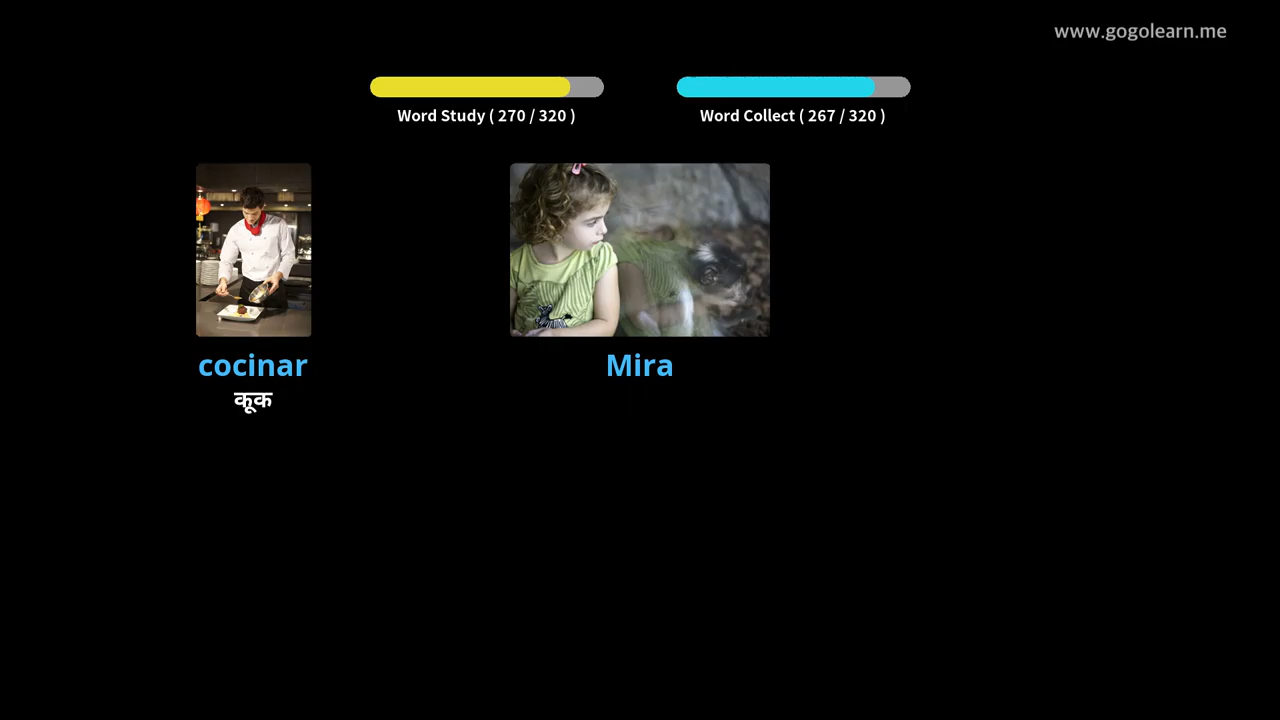 www.gogolearn.me
Word Study ( 270 / 320 )
Word Collect ( 267 / 320 )
cocinar
Mira
कूक